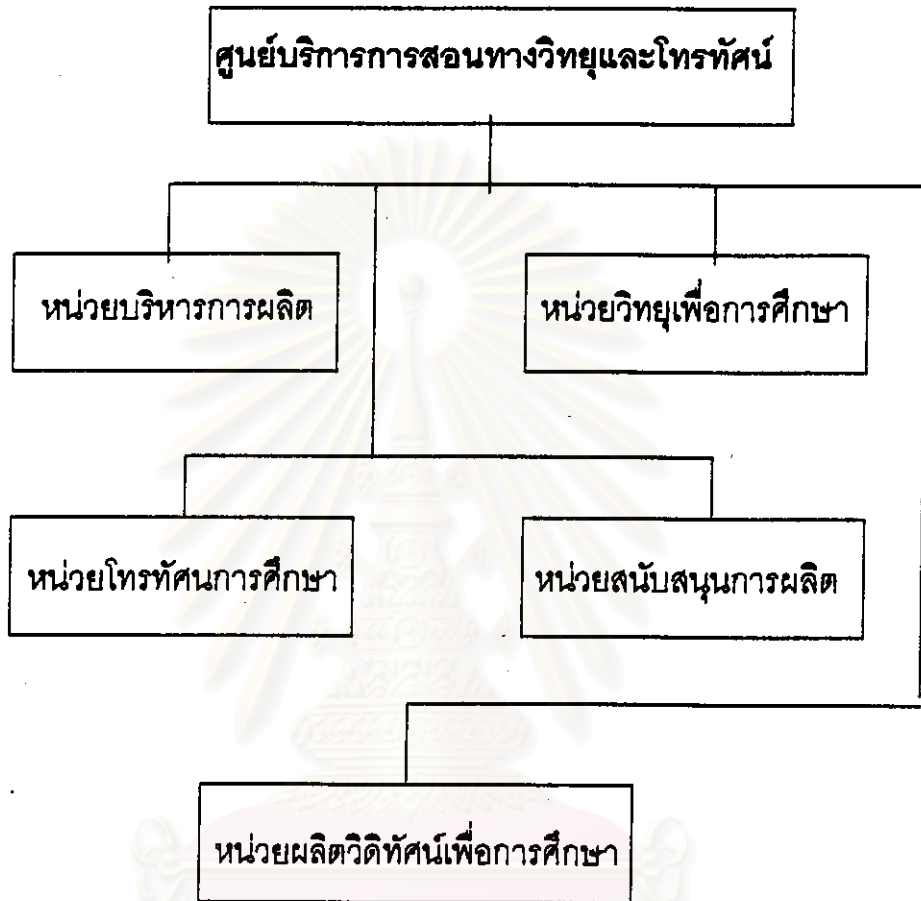 ศูนย์บริการการสอนทางวิทยุและโทรทัศน์
หน่วยบริหารการผลิต
หน่วยวิทยุเพื่อการศึกษา
หน่วยโทรทัศนการศึกษา
หน่วยสนับสนุนการผลิต
หน่วยผลิตวิดิทัศน์เพื่อการศึกษา